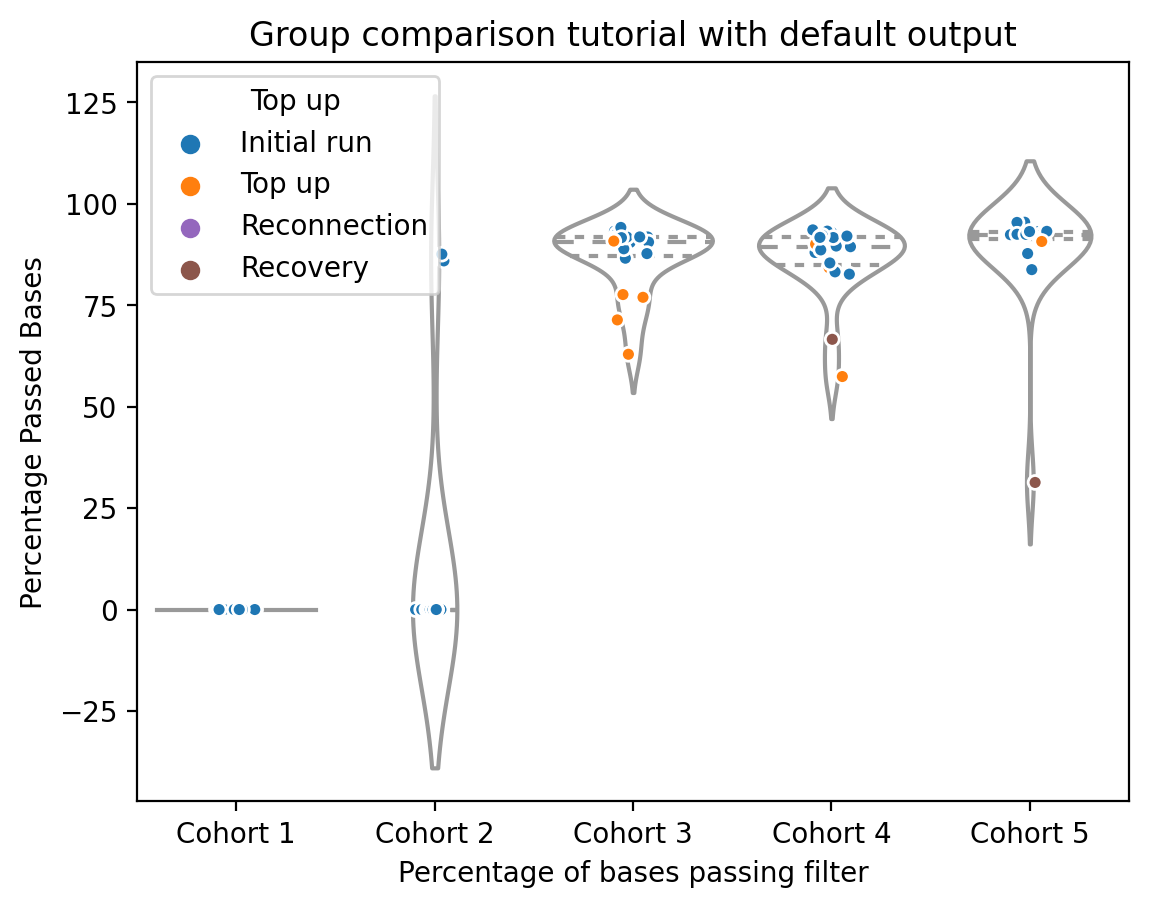 Group comparison tutorial with default output
Top up
Initial run
Top up
Reconnection
Recovery
Percentage Passed Bases
125
100
75
50
25
0
−25
Cohort 1
Cohort 2
Cohort 3
Cohort 4
Cohort 5
Percentage of bases passing filter